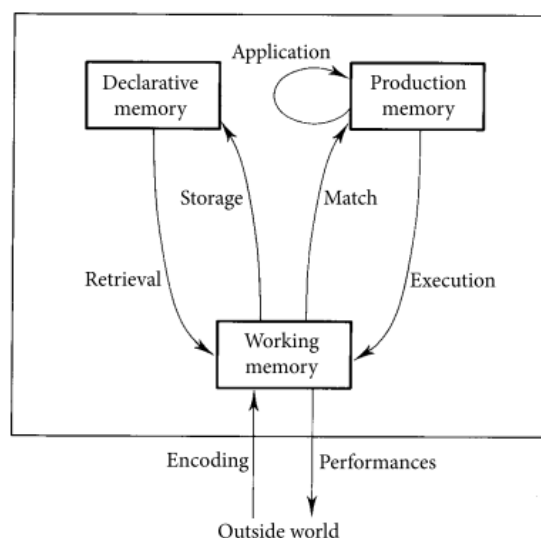 Application
Declarative
memory
Production
memory
Storage
Match
Retrieval
Execution
Working
memory
Encoding
Performances
Outside world